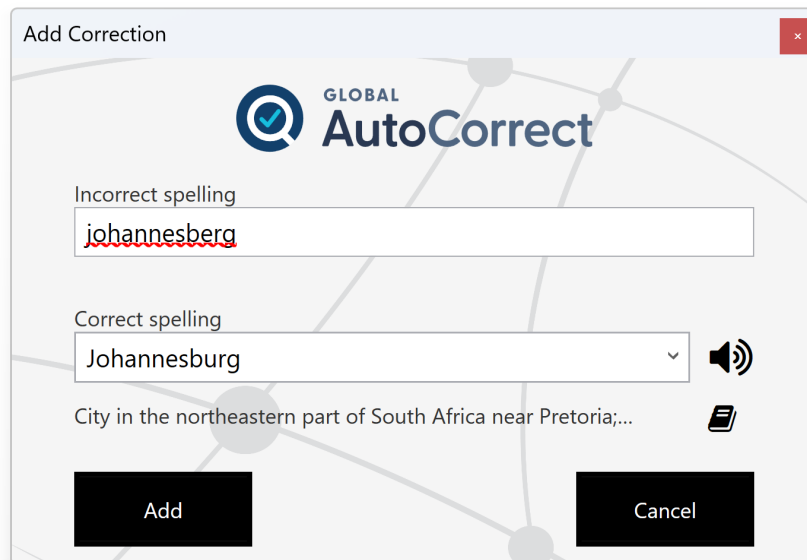 Add Correction
×
GLOBAL
AutoCorrect
Incorrect spelling
johannesberg
Correct spelling
Johannesburg
City in the northeastern part of South Africa near Pretoria;...
Add
Cancel